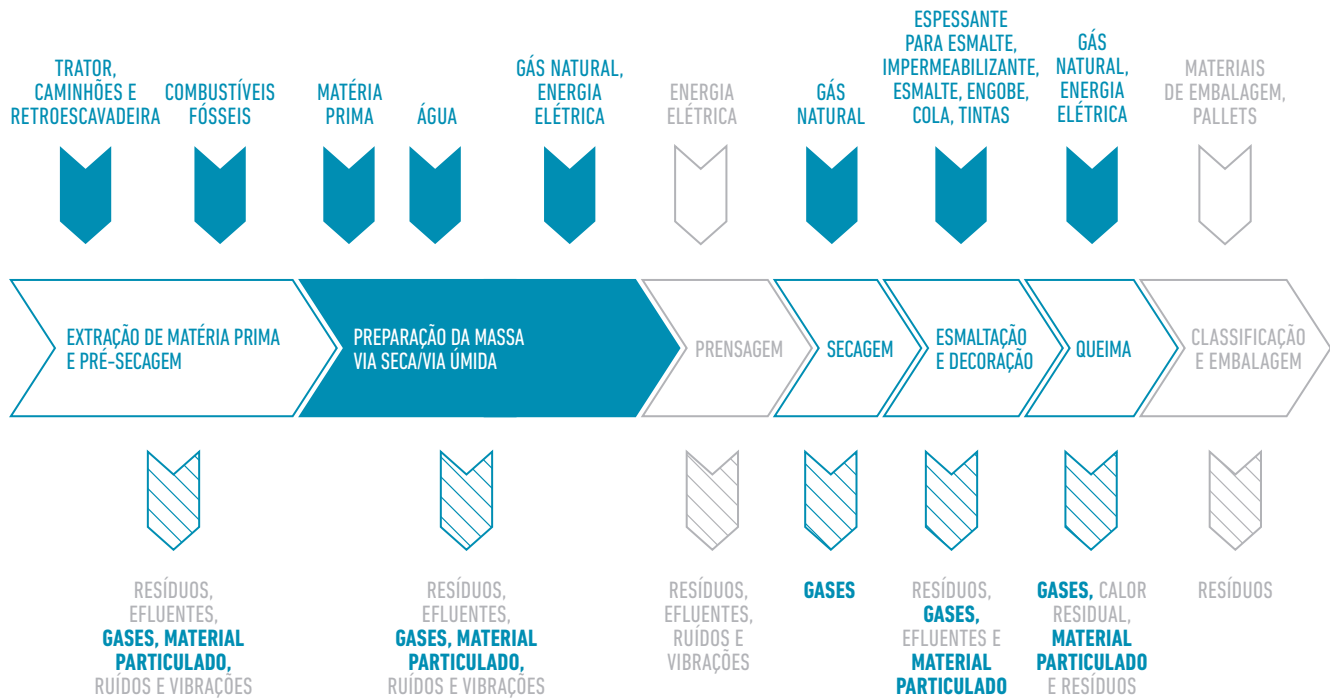 TRATOR,
CAMINHÕES E
RETROESCAVADEIRA
COMBUSTÍVEIS
FÓSSEIS
MATÉRIA
PRIMA
ÁGUA
GÁS NATURAL,
ENERGIA
ELÉTRICA
ENERGIA
ELÉTRICA
GÁS
NATURAL
ESPESSANTE
PARA ESMALTE,
IMPERMEABILIZANTE,
ESMALTE, ENGOBE,
COLA, TINTAS
GÁS
NATURAL,
ENERGIA
ELÉTRICA
MATERIAIS
DE EMBALAGEM,
PALLETS
EXTRAÇÃO DE MATÉRIA PRIMA
E PRÉ-SECAGEM
PREPARAÇÃO DA MASSA
VIA SECA/VIA ÚMIDA
PRENSAGEM
SECAGEM
ESMALTAÇÃO
E DECORAÇÃO
QUEIMA
CLASSIFICAÇÃO
E EMBALAGEM
RESÍDUOS,
EFLUENTES,
GASES, MATERIAL
PARTICULADO,
RUÍDOS E VIBRAÇÕES
RESÍDUOS,
EFLUENTES,
GASES, MATERIAL
PARTICULADO,
RUÍDOS E VIBRAÇÕES
RESÍDUOS,
EFLUENTES,
RUÍDOS E
VIBRAÇÕES
GASES
RESÍDUOS,
GASES,
EFLUENTES E
MATERIAL
PARTICULADO
GASES, CALOR
RESIDUAL,
MATERIAL
PARTICULADO
E RESÍDUOS
RESÍDUOS